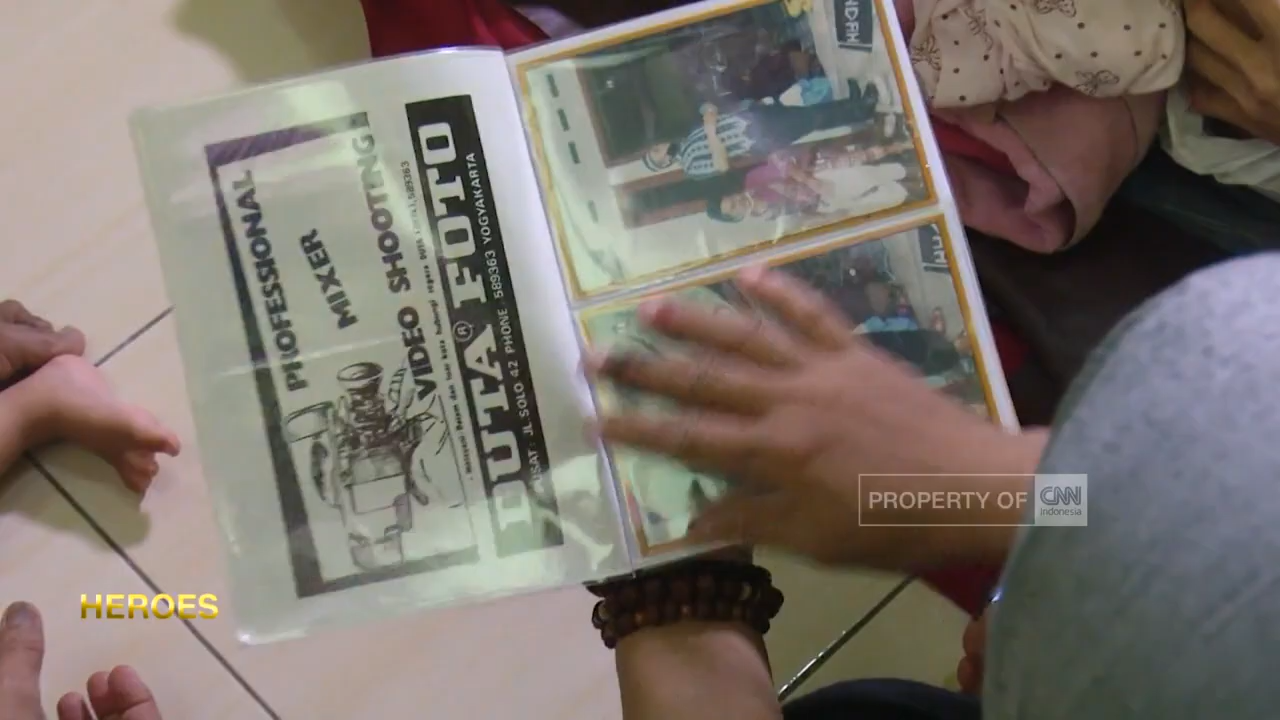 PROFESSIONAL
MIXER
VIDEO SHOOTING
DUTA FOTO
JL.SOLO 42 PHONE. 589363 YOGYAKARTA
PROPERTY OF CNN Indonesia
HEROES